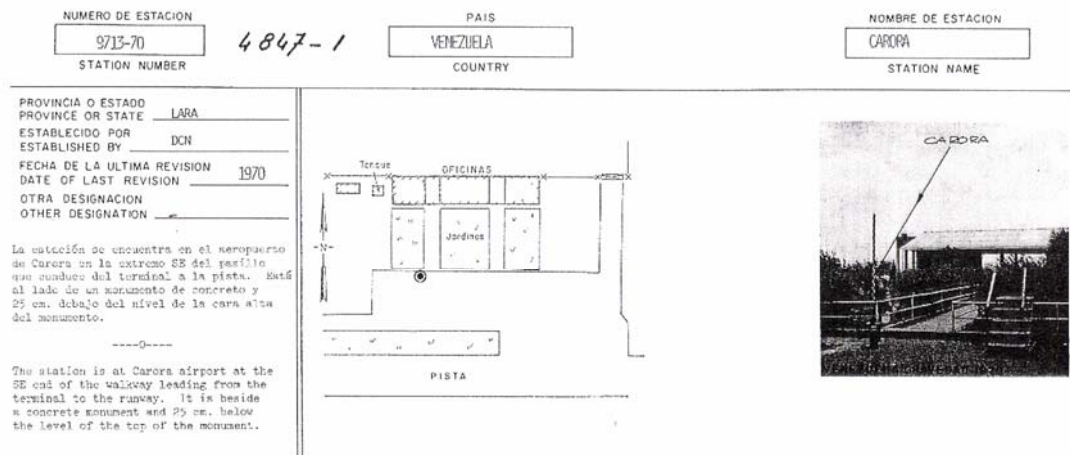 NUMERO DE ESTACION
9713-70
STATION NUMBER
4847-1
PAIS
VENEZUELA
COUNTRY
NOMBRE DE ESTACION
CARORA
STATION NAME
PROVINCIA O ESTADO
PROVINCE OR STATE LARA
ESTABLECIDO POR
ESTABLISHED BY DCN
FECHA DE LA ULTIMA REVISION
DATE OF LAST REVISION 1970
OTRA DESIGNACION
OTHER DESIGNATION
La estación se encuentra en el aeropuerto
de Carora en la extremo SE del pasillo
que conduce del terminal a la pista. Está
al lado de un monumento de concreto y
25 cm. debajo del nivel de la cara alta
del monumento.
----0----
The station is at Carora airport at the
SE end of the walkway leading from the
terminal to the runway. It is beside
a concrete monument and 25 cm. below
the level of the top of the monument.
Tanque
OFICINAS
Jardines
N
PISTA
CARORA